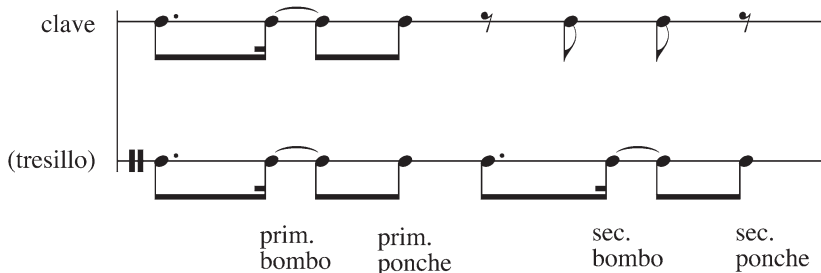 clave
(tresillo)
prim. prim. sec. sec.
bombo ponche bombo ponche